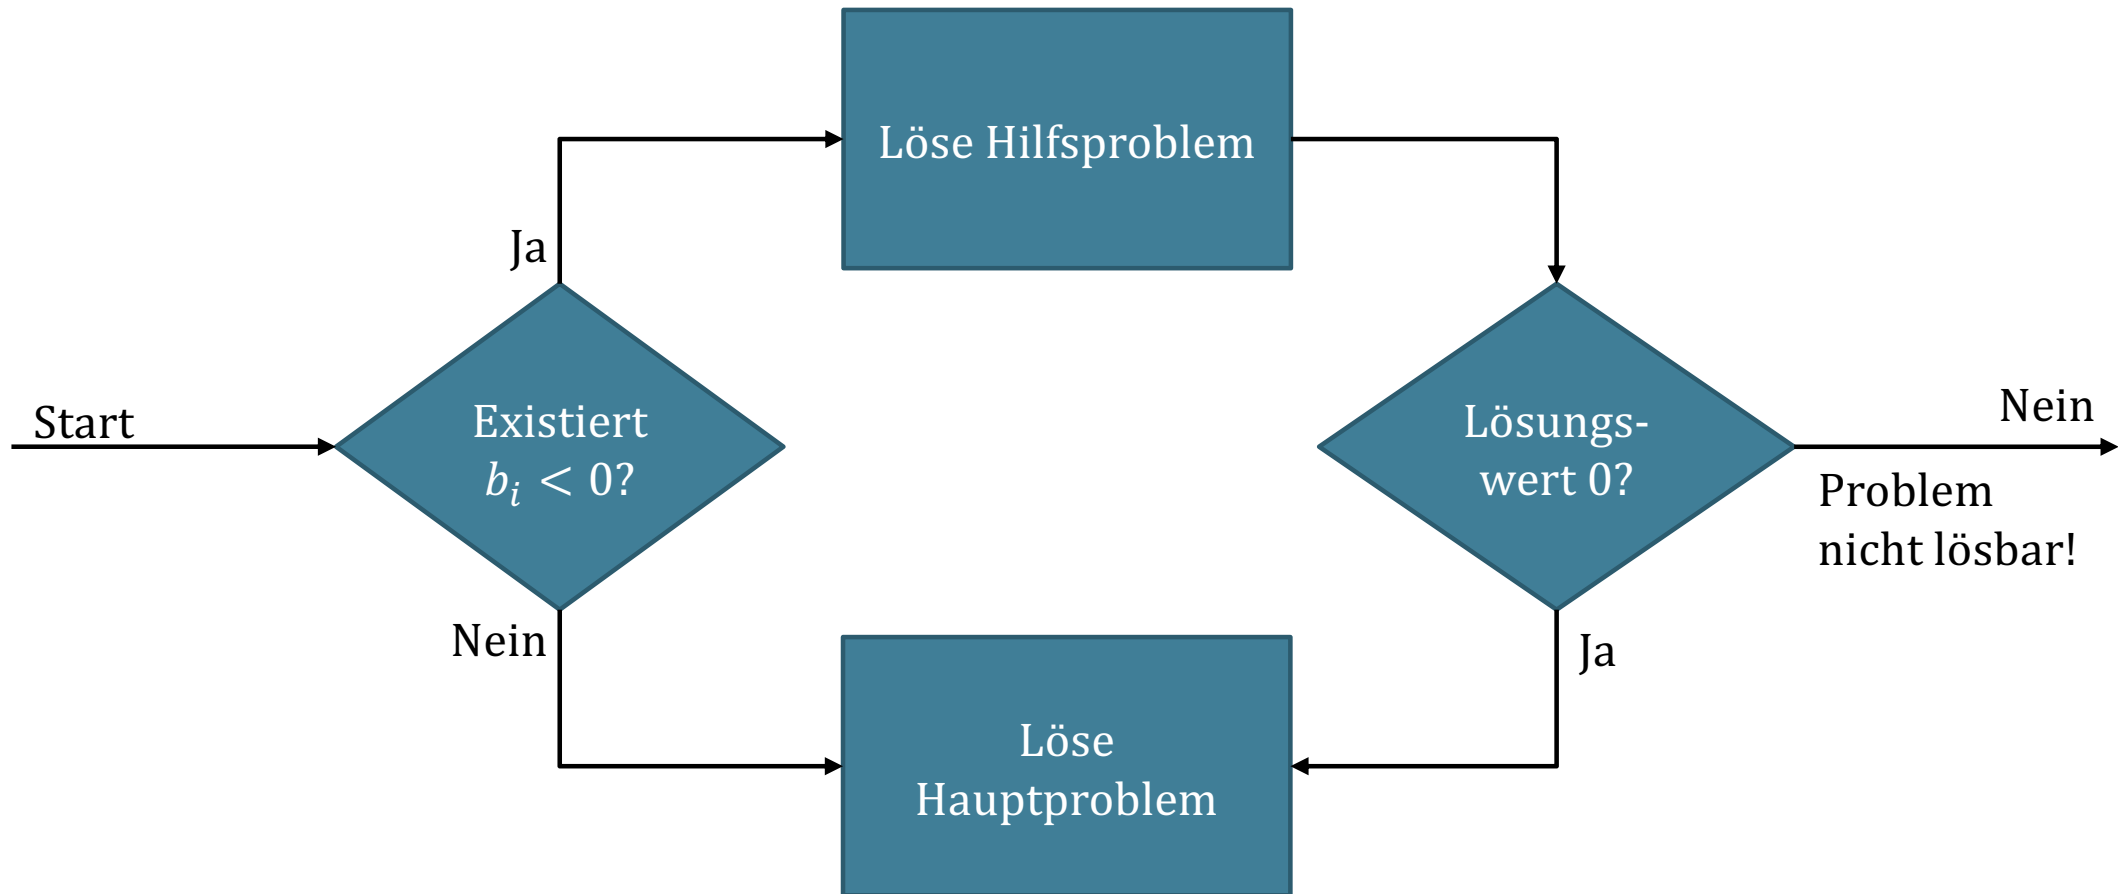 Löse Hilfsproblem
Ja
Start
Existiert
b_i < 0?
Lösungs-
wert 0?
Nein
Problem
nicht lösbar!
Nein
Ja
Löse
Hauptproblem